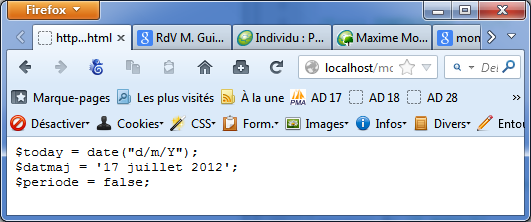 Firefox
http...html
RdV M. Gui...
Individu : P...
Maxime Mo...
mon
localhost/mc
Marque-pages Les plus visités À la une AD 17 AD 18 AD 28
PMA
Désactiver Cookies CSS Form. Images Infos Divers Entour
$today = date("d/m/Y");
$datmaj = '17 juillet 2012';
$periode = false;